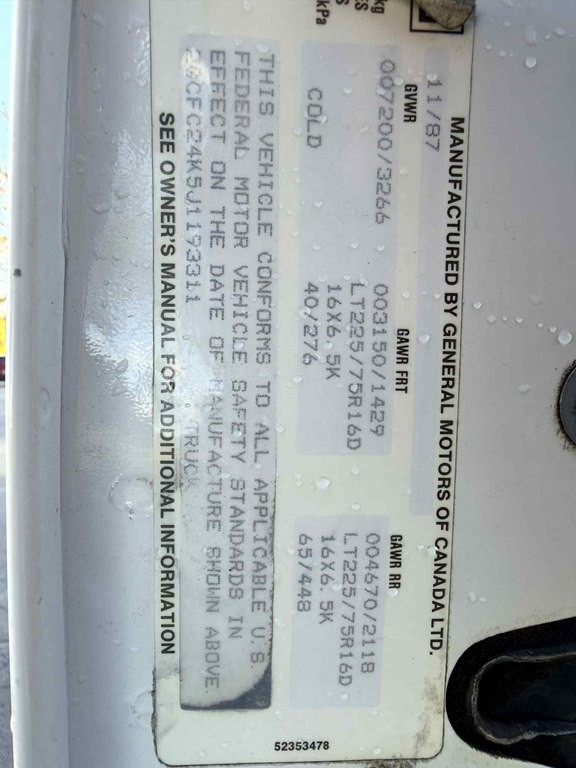 MANUFACTURED BY GENERAL MOTORS OF CANADA LTD.
11/87
GVWR GAWR FRT GAWR RR
007200/3266 003150/1429 004670/2118
LT225/75R16D LT225/75R16D
16X6.5K 16X6.5K
COLD 40/276 65/448
kg
kPa
THIS VEHICLE CONFORMS TO ALL APPLICABLE U.S.
FEDERAL MOTOR VEHICLE SAFETY STANDARDS IN
EFFECT ON THE DATE OF MANUFACTURE SHOWN ABOVE.
TRUCK
SEE OWNER'S MANUAL FOR ADDITIONAL INFORMATION
52353478